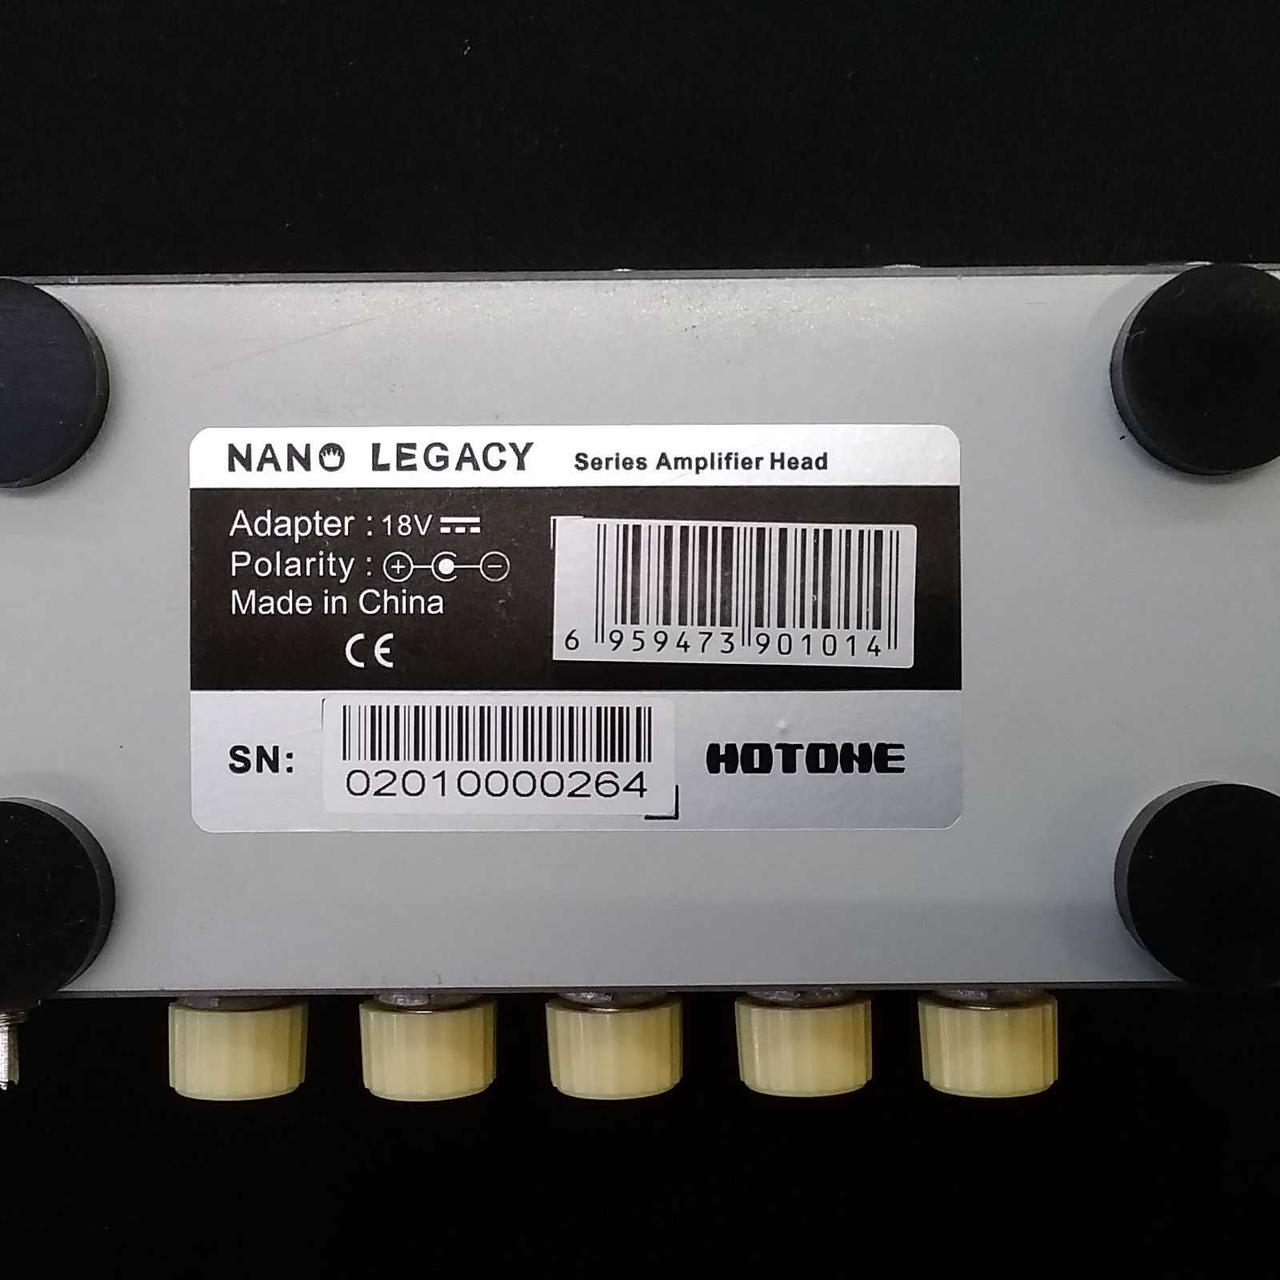 NANO LEGACY Series Amplifier Head
Adapter : 18V
Polarity : + −
Made in China
CE
6 959473 901014
SN: 02010000264
HOTONE